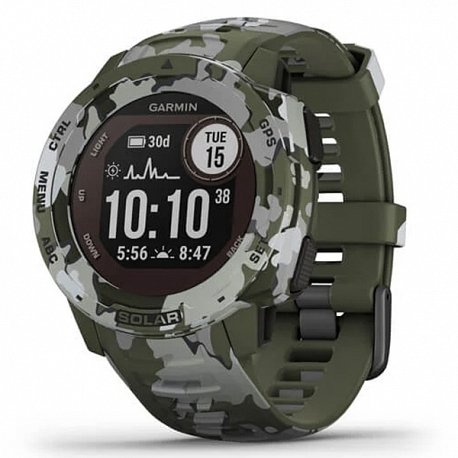 GARMIN
LIGHT
CTRL
GPS
30d
TUE
15
UP
MENU
10:10 38
DOWN
ABC
5:56 8:47
BACK
SET
SOLAR